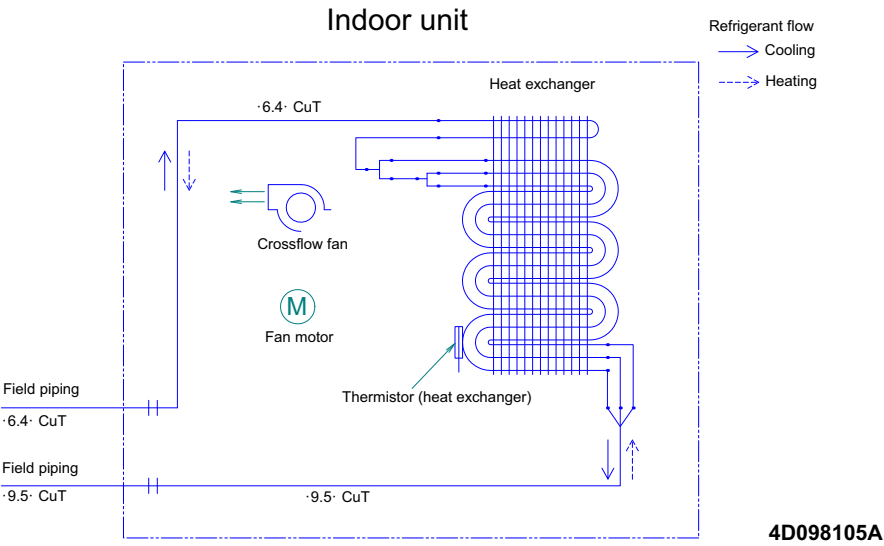 Indoor unit
Refrigerant flow
Cooling
Heating
Heat exchanger
·6.4· CuT
Crossflow fan
M
Fan motor
Thermistor (heat exchanger)
Field piping
·6.4· CuT
Field piping
·9.5· CuT
·9.5· CuT
4D098105A